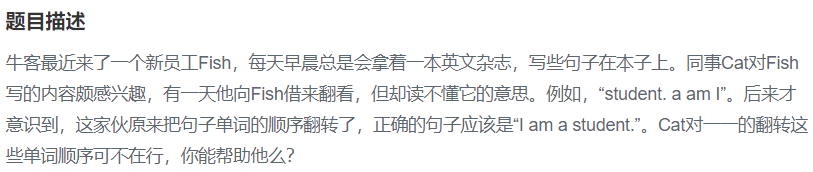 题目描述
牛客最近来了一个新员工Fish，每天早晨总是会拿着一本英文杂志，写些句子在本子上。同事Cat对Fish
写的内容颇感兴趣，有一天他向Fish借来翻看，但却读不懂它的意思。例如，“student. a am I”。后来才
意识到，这家伙原来把句子单词的顺序翻转了，正确的句子应该是“I am a student.”。Cat对一一的翻转这
些单词顺序可不在行，你能帮助他么？